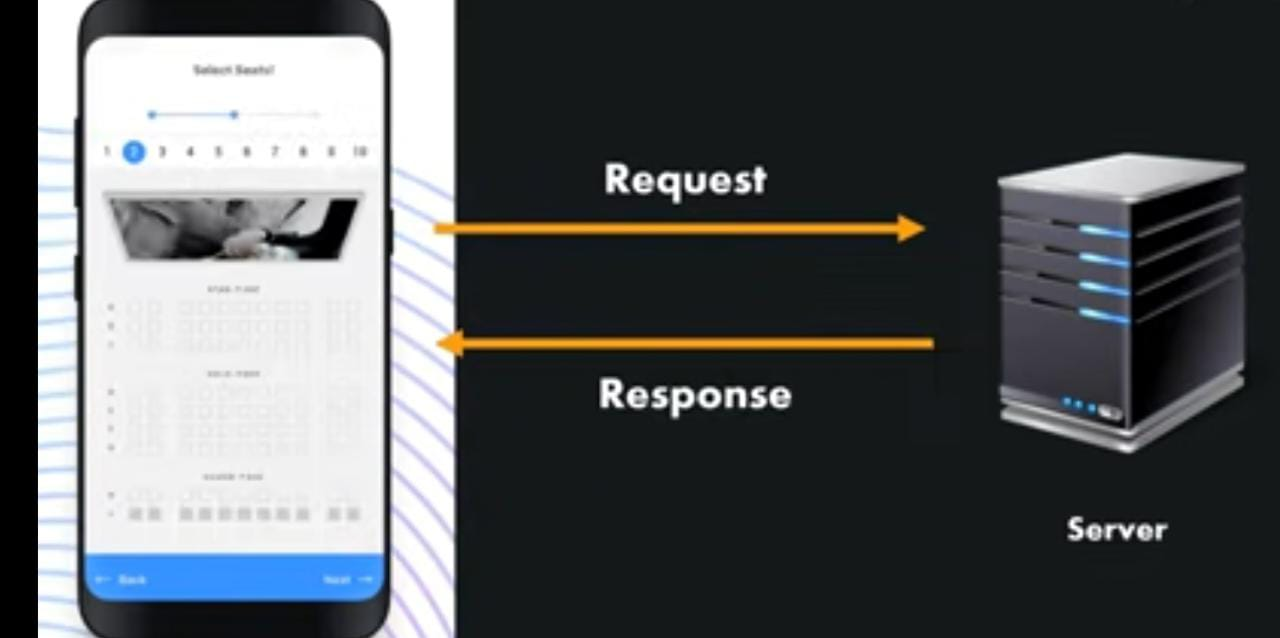 Select Seats!
1 2 3 4 5 6 7 8 9 10
Back
Next
Request
Response
Server